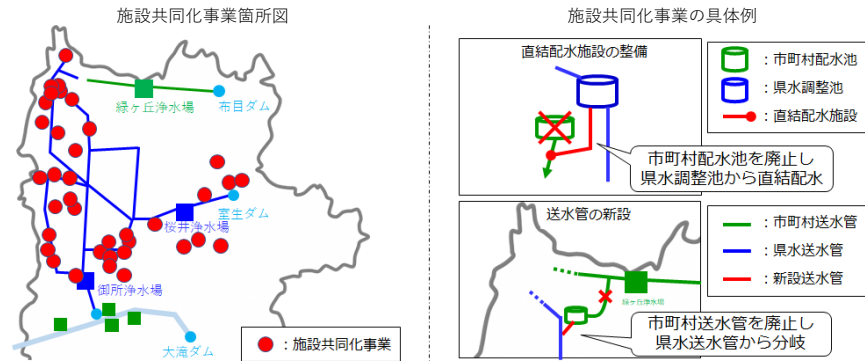 施設共同化事業箇所図
緑ヶ丘浄水場
布目ダム
室生ダム
桜井浄水場
御所浄水場
大滝ダム
：施設共同化事業
施設共同化事業の具体例
直結配水施設の整備
市町村配水池を廃止し
県水調整池から直結配水
：市町村配水池
：県水調整池
：直結配水施設
送水管の新設
緑ヶ丘浄水場
市町村送水管を廃止し
県水送水管から分岐
：市町村送水管
：県水送水管
：新設送水管